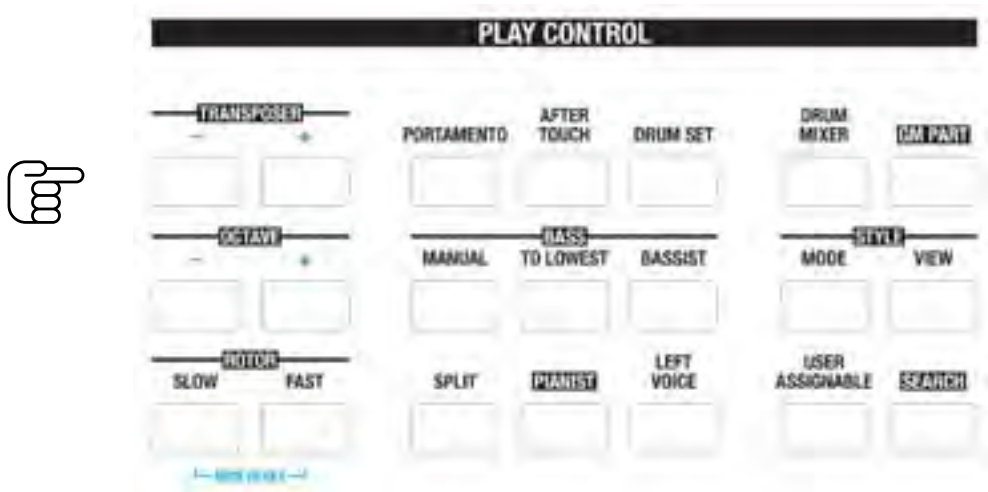 PLAY CONTROL
TRANSPOSER
- +
PORTAMENTO
AFTER
TOUCH
DRUM SET
DRUM
MIXER
GM PART
OCTAVE
- +
BASS
MANUAL TO LOWEST BASSIST
STYLE
MODE VIEW
ROTOR
SLOW FAST
SPLIT
PIANIST
LEFT
VOICE
USER
ASSIGNABLE
SEARCH